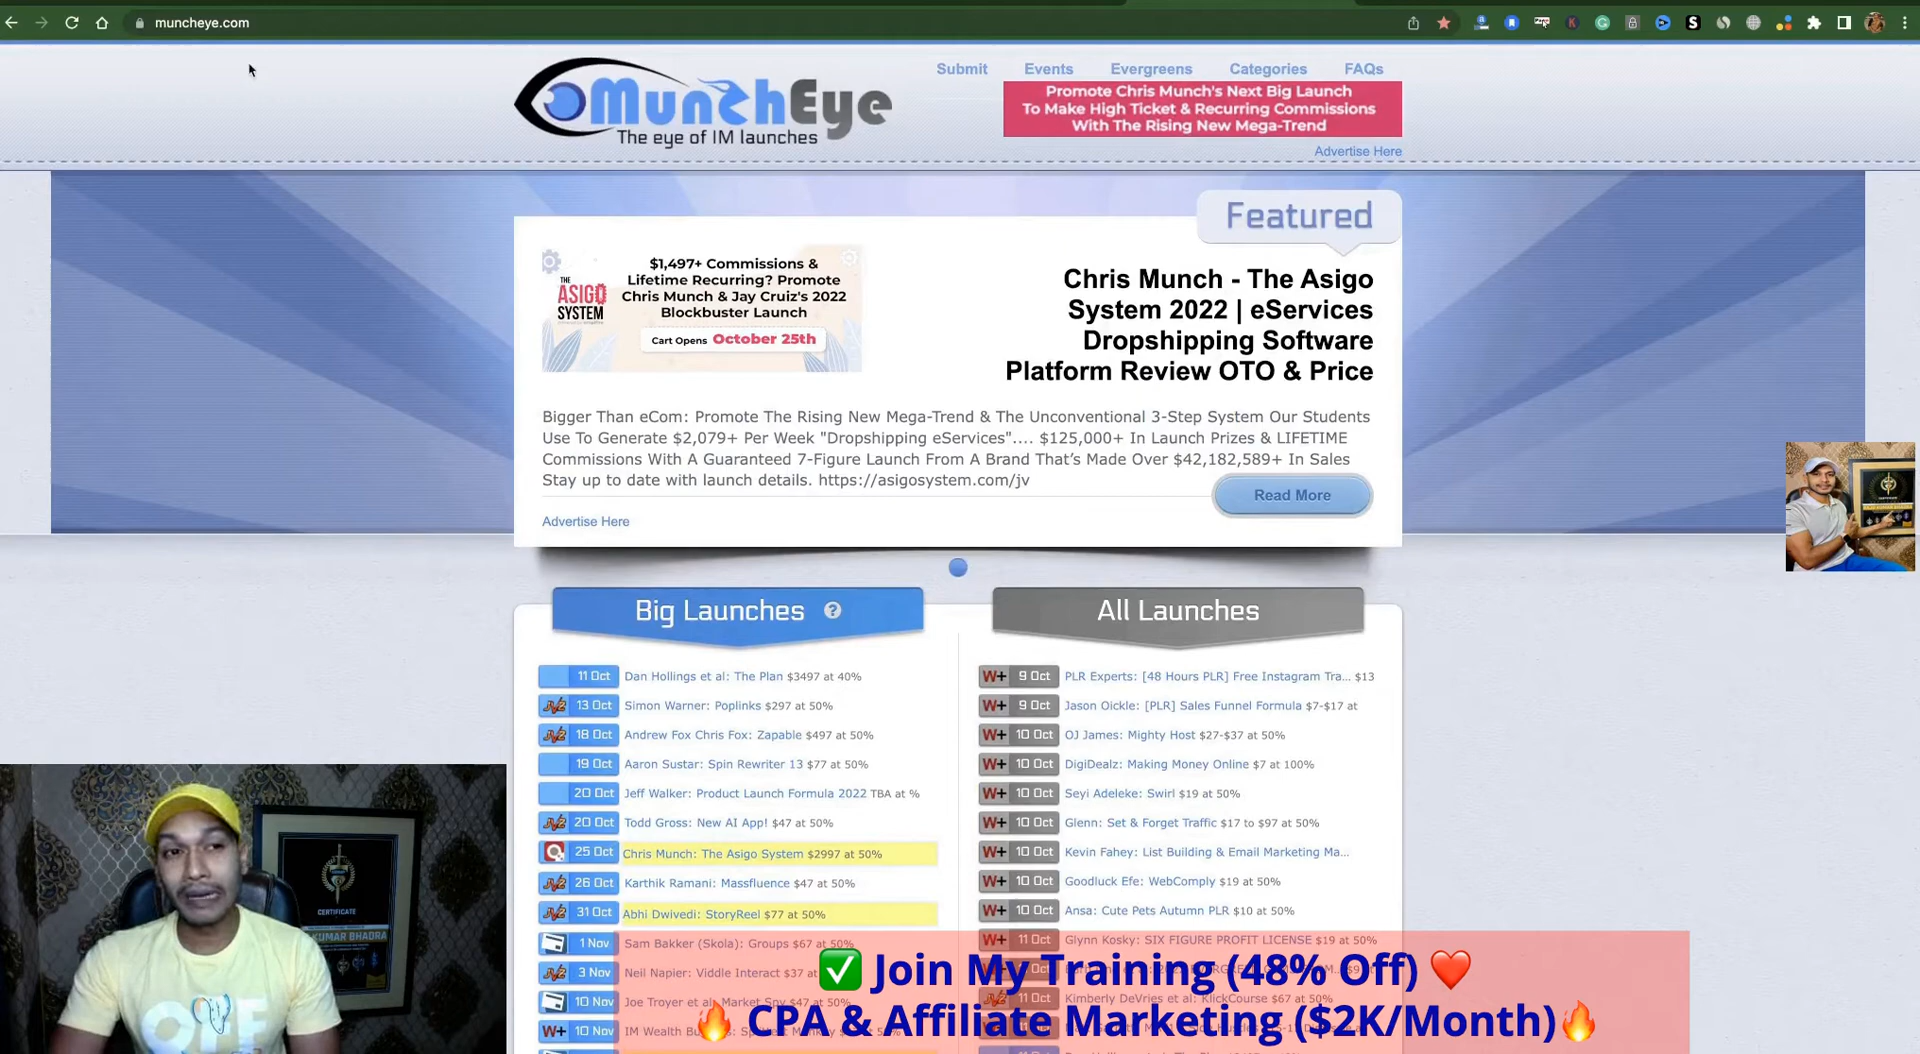 muncheye.com
MunchEye
The eye of IM launches
Submit Events Evergreens Categories FAQs
Promote Chris Munch's Next Big Launch
To Make High Ticket & Recurring Commissions
With The Rising New Mega-Trend
Advertise Here
Featured
THE
ASIGO
SYSTEM
$1,497+ Commissions &
Lifetime Recurring? Promote
Chris Munch & Jay Cruiz's 2022
Blockbuster Launch
Cart Opens October 25th
Chris Munch - The Asigo
System 2022 | eServices
Dropshipping Software
Platform Review OTO & Price
Bigger Than eCom: Promote The Rising New Mega-Trend & The Unconventional 3-Step System Our Students
Use To Generate $2,079+ Per Week "Dropshipping eServices".... $125,000+ In Launch Prizes & LIFETIME
Commissions With A Guaranteed 7-Figure Launch From A Brand That's Made Over $42,182,589+ In Sales
Stay up to date with launch details. https://asigosystem.com/jv
Read More
Advertise Here
Big Launches ?
11 Oct Dan Hollings et al: The Plan $3497 at 40%
13 Oct Simon Warner: Poplinks $297 at 50%
18 Oct Andrew Fox Chris Fox: Zapable $497 at 50%
19 Oct Aaron Sustar: Spin Rewriter 13 $77 at 50%
20 Oct Jeff Walker: Product Launch Formula 2022 TBA at %
20 Oct Todd Gross: New AI App! $47 at 50%
25 Oct Chris Munch: The Asigo System $2997 at 50%
26 Oct Karthik Ramani: Massfluence $47 at 50%
31 Oct Abhi Dwivedi: StoryReel $77 at 50%
1 Nov Sam Bakker (Skola): Groups $67 at 50%
3 Nov Neil Napier: Viddle Interact $37 at
10 Nov Joe Troyer et al: Market Spy $47 at 50%
W+ 10 Nov IM Wealth
All Launches
W+ 9 Oct PLR Experts: [48 Hours PLR] Free Instagram Tra... $13
W+ 9 Oct Jason Oickle: [PLR] Sales Funnel Formula $7-$17 at
W+ 10 Oct OJ James: Mighty Host $27-$37 at 50%
W+ 10 Oct DigiDealz: Making Money Online $7 at 100%
W+ 10 Oct Seyi Adeleke: Swirl $19 at 50%
W+ 10 Oct Glenn: Set & Forget Traffic $17 to $97 at 50%
W+ 10 Oct Kevin Fahey: List Building & Email Marketing Ma...
W+ 10 Oct Goodluck Efe: WebComply $19 at 50%
W+ 10 Oct Ansa: Cute Pets Autumn PLR $10 at 50%
W+ 11 Oct Glynn Kosky: SIX FIGURE PROFIT LICENSE $19 at 50%
11 Oct Kimberly DeVries et al: KlickCourse $67 at 50%
✅ Join My Training (48% Off) ❤️
🔥 CPA & Affiliate Marketing ($2K/Month)🔥
CERTIFICATE
KUMAR BHADRA